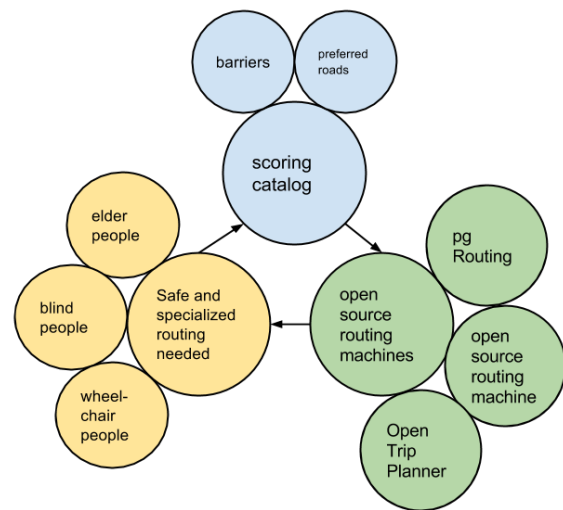 barriers
preferred
roads
scoring
catalog
elder
people
blind
people
wheel-
chair
people
Safe and
specialized
routing
needed
open
source
routing
machines
pg
Routing
open
source
routing
machine
Open
Trip
Planner